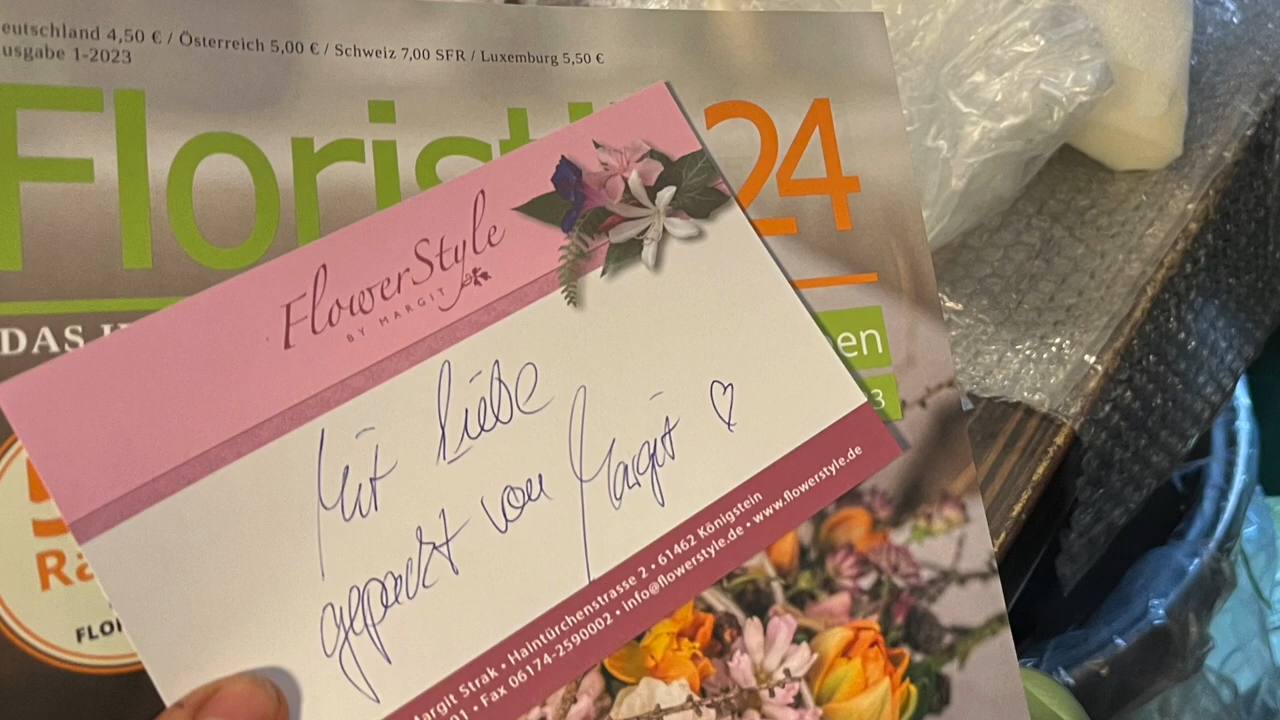 eutschland 4,50 € / Österreich 5,00 € / Schweiz 7,00 SFR / Luxemburg 5,50 €
usgabe 1-2023
Florist 24
DAS
en
3
FlowerStyle
BY MARGIT
Mit Liebe
gepackt von Margit ♡
Margit Strak • Haintürchenstrasse 2 • 61462 Königstein
01 • Fax 06174-2590002 • info@flowerstyle.de • www.flowerstyle.de
5
Ra
FLO